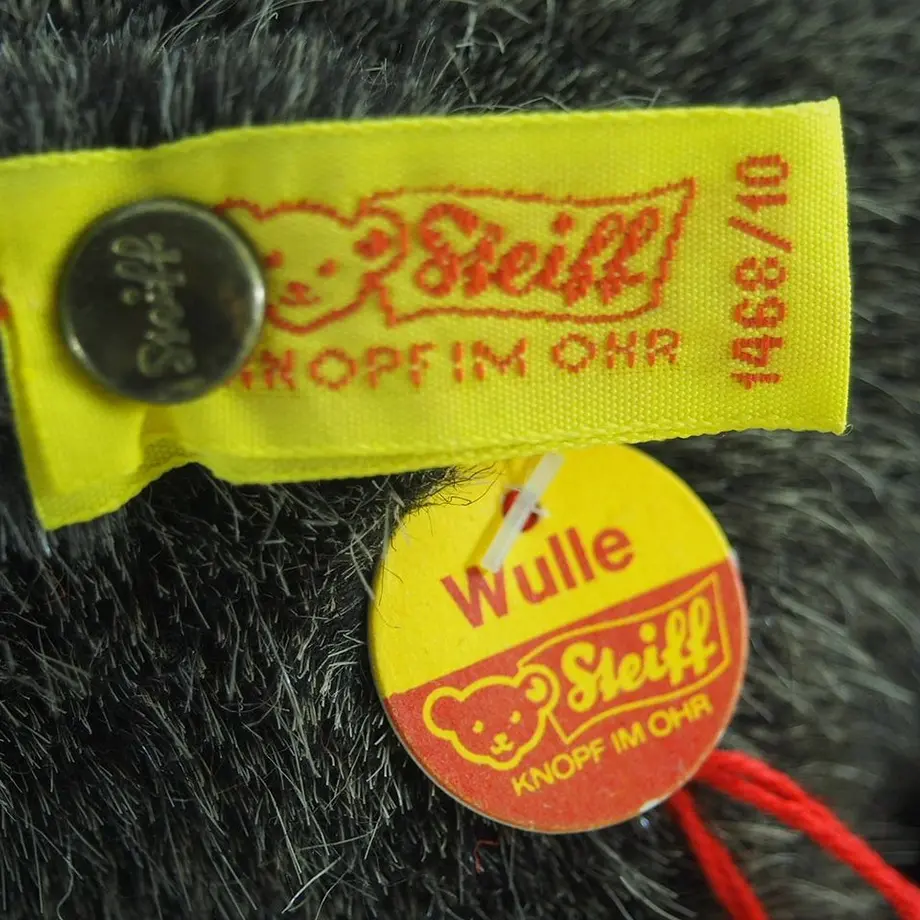 Steiff
Steiff
KNOPF IM OHR
1468/10
Wulle
Steiff
KNOPF IM OHR